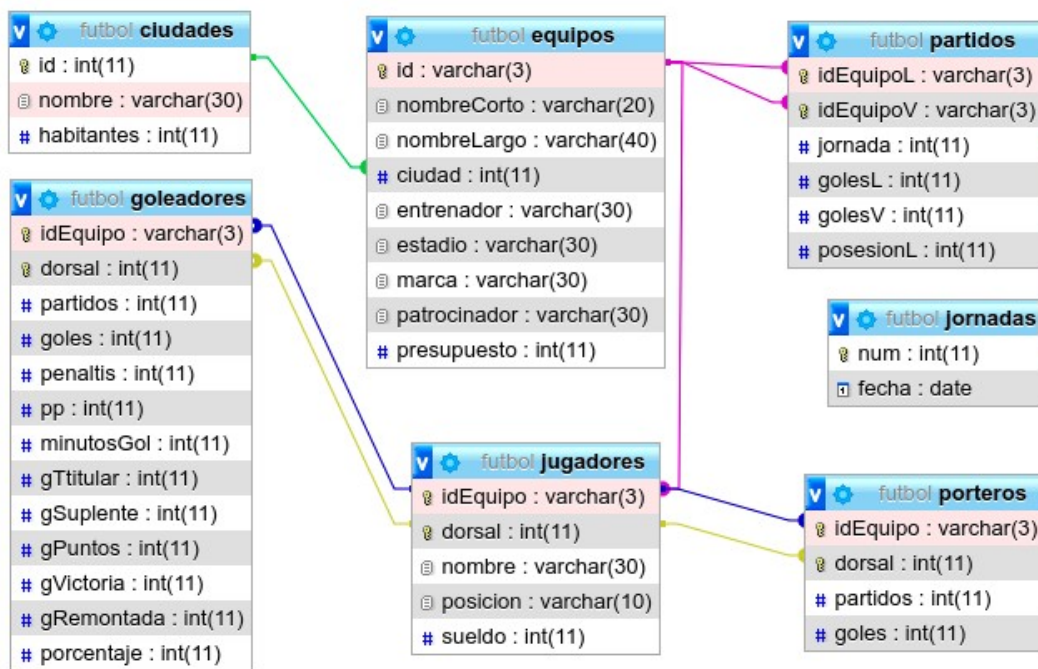 futbol ciudades
id : int(11)
nombre : varchar(30)
# habitantes : int(11)
futbol equipos
id : varchar(3)
nombreCorto : varchar(20)
nombreLargo : varchar(40)
# ciudad : int(11)
entrenador : varchar(30)
estadio : varchar(30)
marca : varchar(30)
patrocinador : varchar(30)
# presupuesto : int(11)
futbol partidos
idEquipoL : varchar(3)
idEquipoV : varchar(3)
# jornada : int(11)
# golesL : int(11)
# golesV : int(11)
# posesionL : int(11)
futbol goleadores
idEquipo : varchar(3)
dorsal : int(11)
# partidos : int(11)
# goles : int(11)
# penaltis : int(11)
# pp : int(11)
# minutosGol : int(11)
# gTtitular : int(11)
# gSuplente : int(11)
# gPuntos : int(11)
# gVictoria : int(11)
# gRemontada : int(11)
# porcentaje : int(11)
futbol jornadas
num : int(11)
fecha : date
futbol jugadores
idEquipo : varchar(3)
dorsal : int(11)
nombre : varchar(30)
posicion : varchar(10)
# sueldo : int(11)
futbol porteros
idEquipo : varchar(3)
dorsal : int(11)
# partidos : int(11)
# goles : int(11)